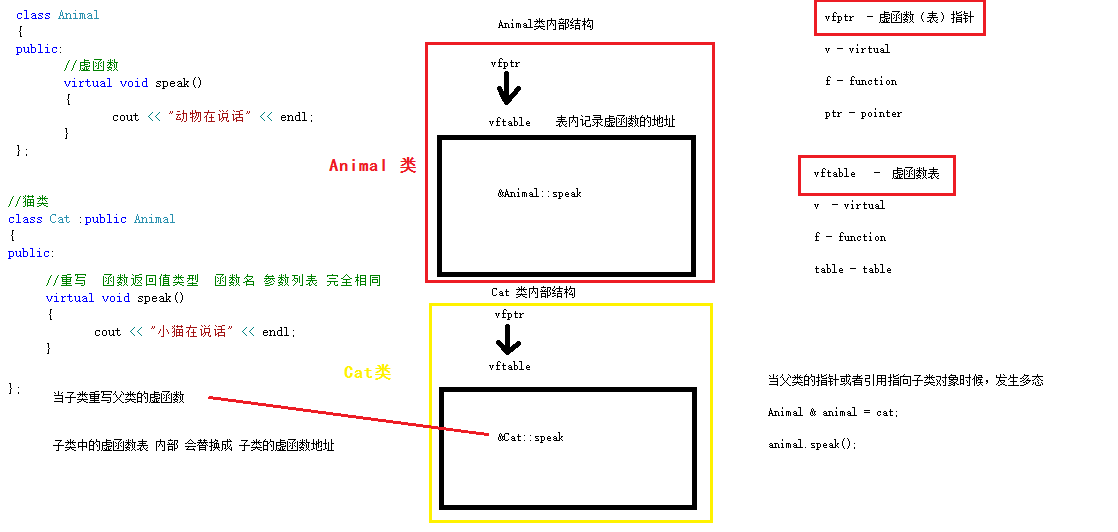 class Animal
{
public:
//虚函数
virtual void speak()
{
cout << "动物在说话" << endl;
}
};
//猫类
class Cat :public Animal
{
public:
//重写 函数返回值类型 函数名 参数列表 完全相同
virtual void speak()
{
cout << "小猫在说话" << endl;
}
};
当子类重写父类的虚函数
子类中的虚函数表 内部 会替换成 子类的虚函数地址
Animal类内部结构
vfptr
vftable 表内记录虚函数的地址
Animal 类
&Animal::speak
Cat 类内部结构
vfptr
vftable
Cat类
&Cat::speak
vfptr - 虚函数（表）指针
v - virtual
f - function
ptr - pointer
vftable - 虚函数表
v - virtual
f - function
table - table
当父类的指针或者引用指向子类对象时候，发生多态
Animal & animal = cat;
animal.speak();